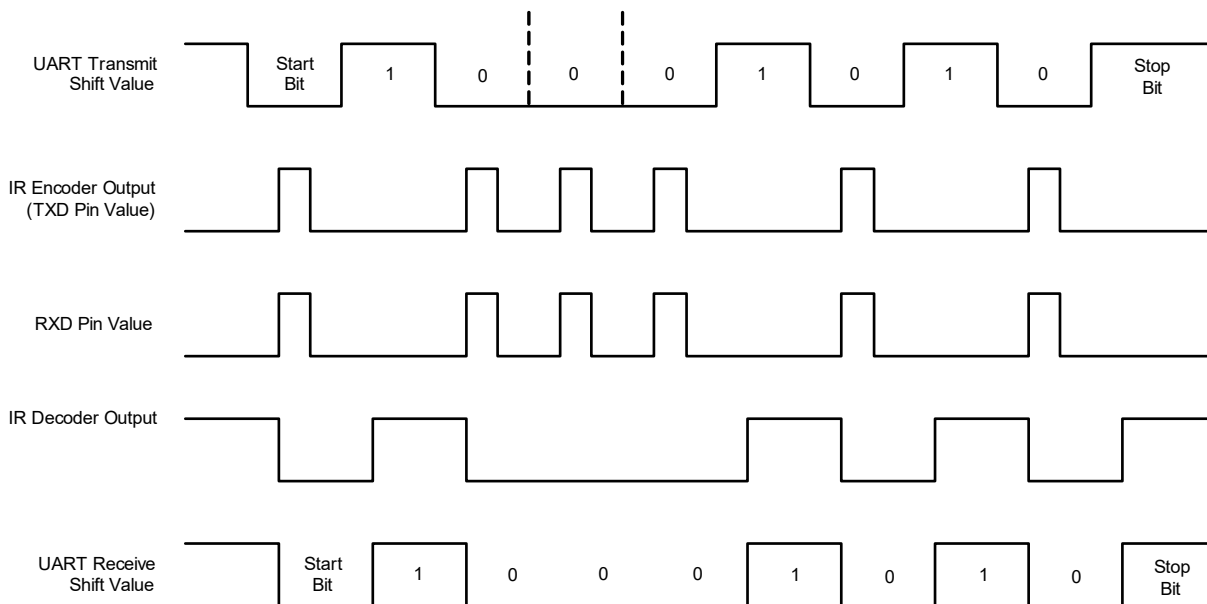 UART Transmit
Shift Value
Start
Bit
1
0
0
0
1
0
1
0
Stop
Bit
IR Encoder Output
(TXD Pin Value)
RXD Pin Value
IR Decoder Output
UART Receive
Shift Value
Start
Bit
1
0
0
0
1
0
1
0
Stop
Bit